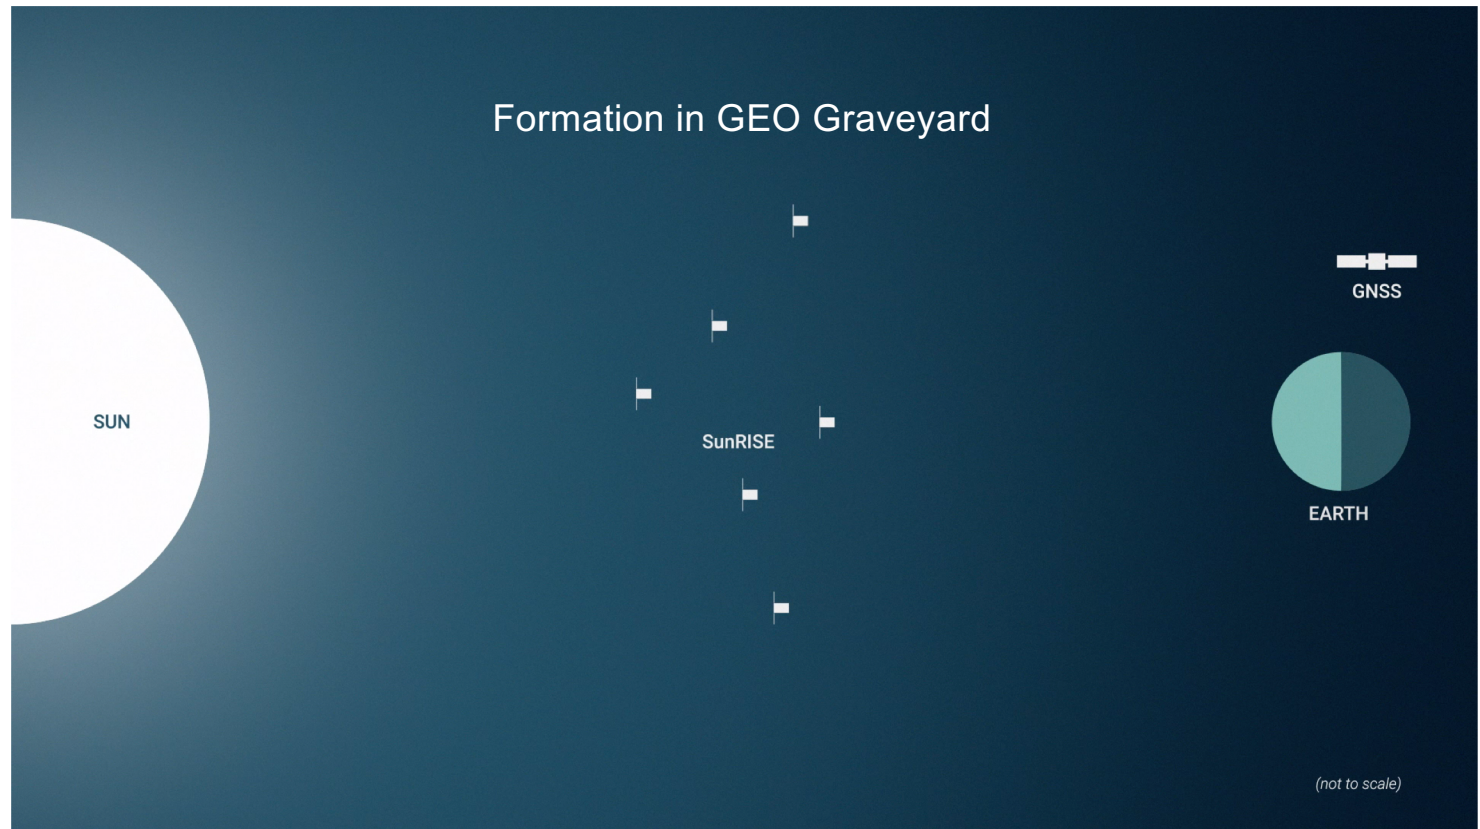 Formation in GEO Graveyard
GNSS
SUN
SunRISE
EARTH
(not to scale)